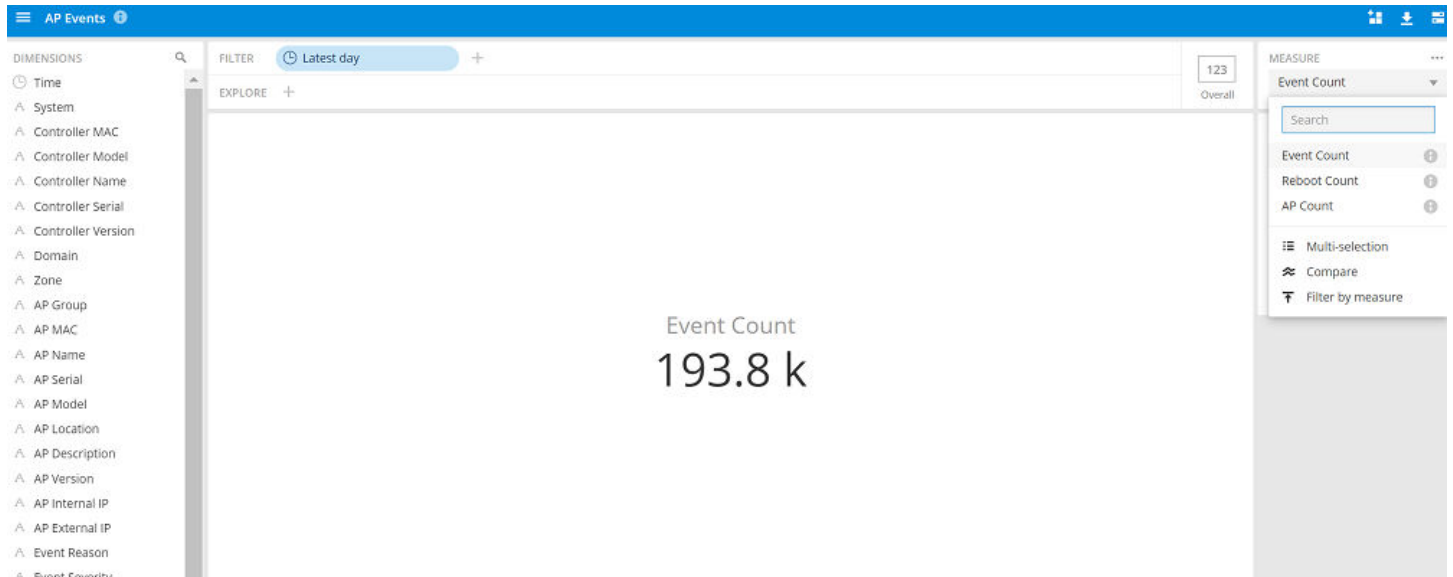 AP Events
DIMENSIONS
Time
System
Controller MAC
Controller Model
Controller Name
Controller Serial
Controller Version
Domain
Zone
AP Group
AP MAC
AP Name
AP Serial
AP Model
AP Location
AP Description
AP Version
AP Internal IP
AP External IP
Event Reason
Event Severity
FILTER Latest day
EXPLORE
123
Overall
Event Count
193.8 k
MEASURE
Event Count
Search
Event Count
Reboot Count
AP Count
Multi-selection
Compare
Filter by measure